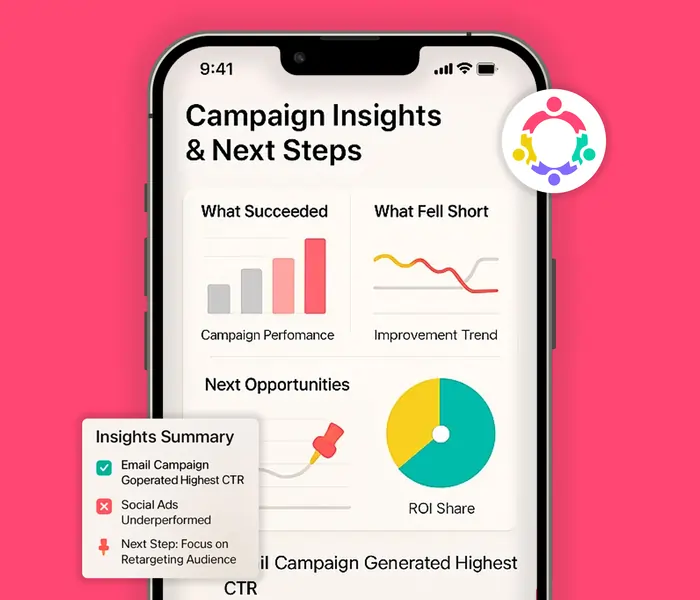 9:41
Campaign Insights
& Next Steps
What Succeeded
What Fell Short
Campaign Perfomance
Improvement Trend
Next Opportunities
ROI Share
Insights Summary
Email Campaign
Goperated Highest CTR
Social Ads
Underperformed
Next Step: Focus on
Retargeting Audience
il Campaign Generated Highest
CTR